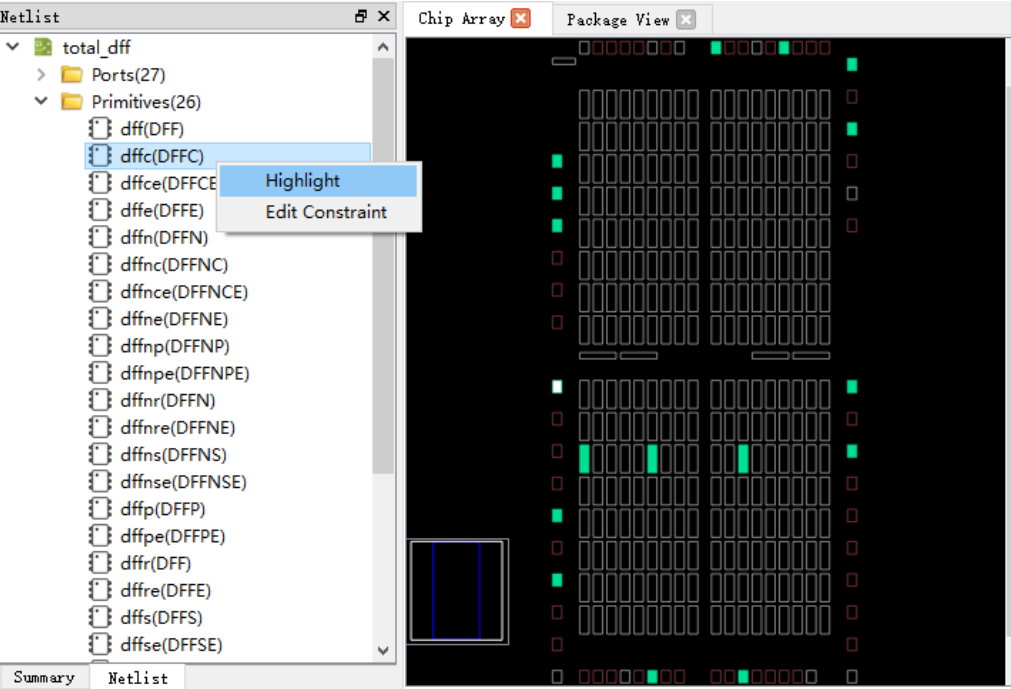 Netlist
Chip Array
Package View
total_dff
Ports(27)
Primitives(26)
dff(DFF)
dffc(DFFC)
dffce(DFFCE
Highlight
dffe(DFFE)
Edit Constraint
dffn(DFFN)
dffnc(DFFNC)
dffnce(DFFNCE)
dffne(DFFNE)
dffnp(DFFNP)
dffnpe(DFFNPE)
dffnr(DFFN)
dffnre(DFFNE)
dffns(DFFNS)
dffnse(DFFNSE)
dffp(DFFP)
dffpe(DFFPE)
dffr(DFF)
dffre(DFFE)
dffs(DFFS)
dffse(DFFSE)
Summary
Netlist